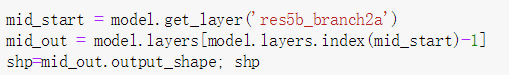 mid_start = model.get_layer('res5b_branch2a')
mid_out = model.layers[model.layers.index(mid_start)-1]
shp=mid_out.output_shape; shp